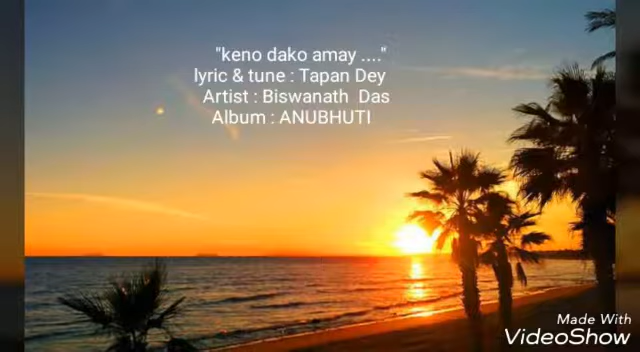 "keno dako amay ...."
lyric & tune : Tapan Dey
Artist : Biswanath Das
Album : ANUBHUTI
Made With
VideoShow